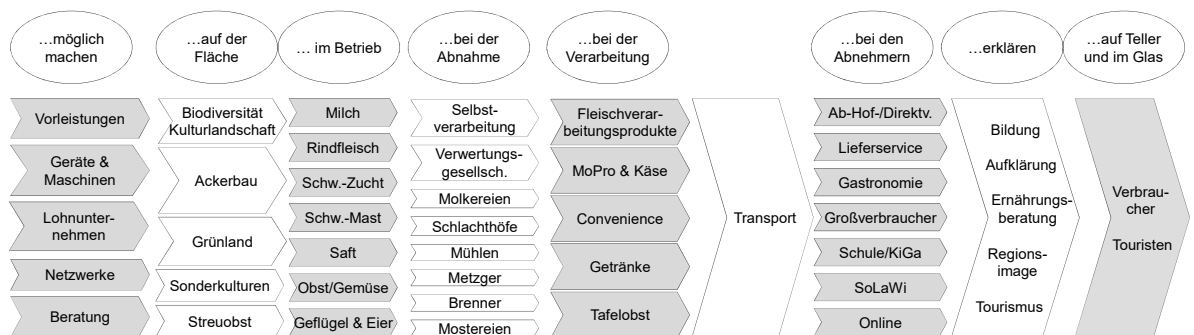 …möglich
machen
…auf der
Fläche
… im Betrieb
…bei der
Abnahme
…bei der
Verarbeitung
…bei den
Abnehmern
…erklären
…auf Teller
und im Glas
Vorleistungen
Geräte &
Maschinen
Lohnunter-
nehmen
Netzwerke
Beratung
Biodiversität
Kulturlandschaft
Ackerbau
Grünland
Sonderkulturen
Streuobst
Milch
Rindfleisch
Schw.-Zucht
Schw.-Mast
Saft
Obst/Gemüse
Geflügel & Eier
Selbst-
verarbeitung
Verwertungs-
gesellsch.
Molkereien
Schlachthöfe
Mühlen
Metzger
Brenner
Mostereien
Fleischverar-
beitungsprodukte
MoPro & Käse
Convenience
Getränke
Tafelobst
Transport
Ab-Hof-/Direktv.
Lieferservice
Gastronomie
Großverbraucher
Schule/KiGa
SoLaWi
Online
Bildung
Aufklärung
Ernährungs-
beratung
Regions-
image
Tourismus
Verbrau-
cher
Touristen